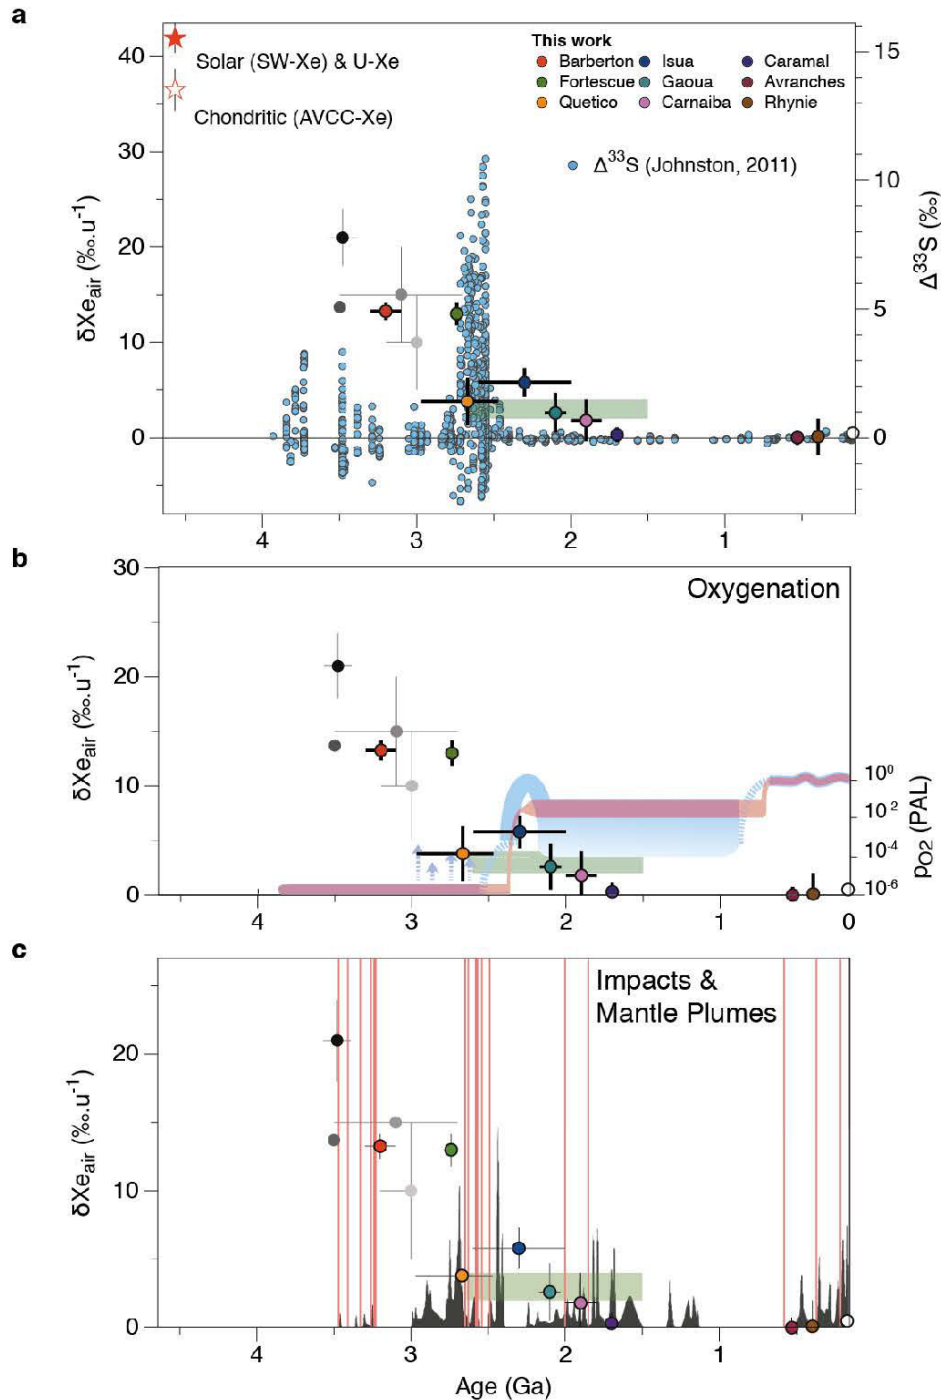 a
40
30
20
10
0
δXe_air (‰.u⁻¹)
Solar (SW-Xe) & U-Xe
Chondritic (AVCC-Xe)
This work
Barberton Isua Caramal
Fortescue Gaoua Avranches
Quetico Carnaiba Rhynie
Δ³³S (Johnston, 2011)
15
10
5
0
Δ³³S (‰)
4 3 2 1
b
Oxygenation
30
20
10
0
δXe_air (‰.u⁻¹)
10⁰
10⁻²
10⁻⁴
10⁻⁶
pO2 (PAL)
4 3 2 1 0
c
Impacts &
Mantle Plumes
20
10
0
δXe_air (‰.u⁻¹)
4 3 2 1
Age (Ga)